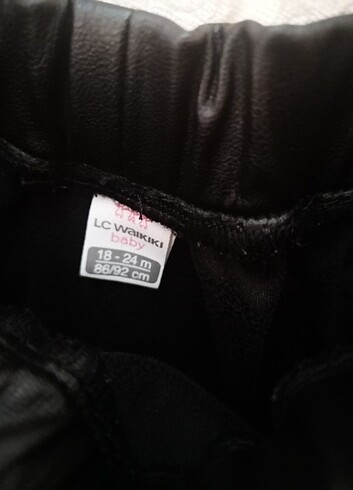 LC WAIKIKI
baby
18 - 24 m
86/92 cm